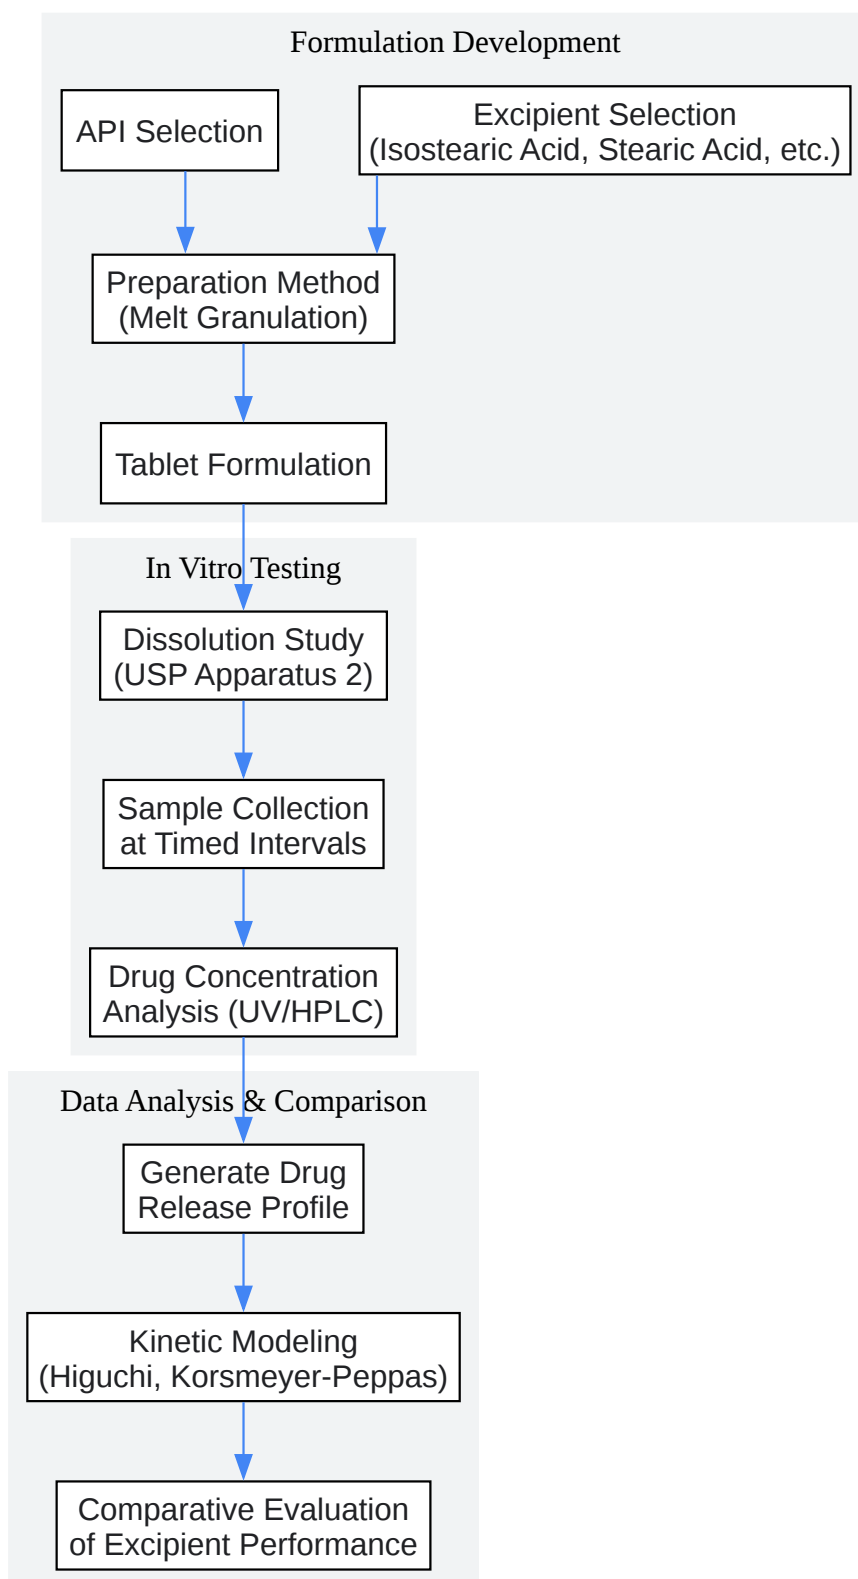 Formulation Development
API Selection
Excipient Selection
(Isostearic Acid, Stearic Acid, etc.)
Preparation Method
(Melt Granulation)
Tablet Formulation
In Vitro Testing
Dissolution Study
(USP Apparatus 2)
Sample Collection
at Timed Intervals
Drug Concentration
Analysis (UV/HPLC)
Data Analysis & Comparison
Generate Drug
Release Profile
Kinetic Modeling
(Higuchi, Korsmeyer-Peppas)
Comparative Evaluation
of Excipient Performance